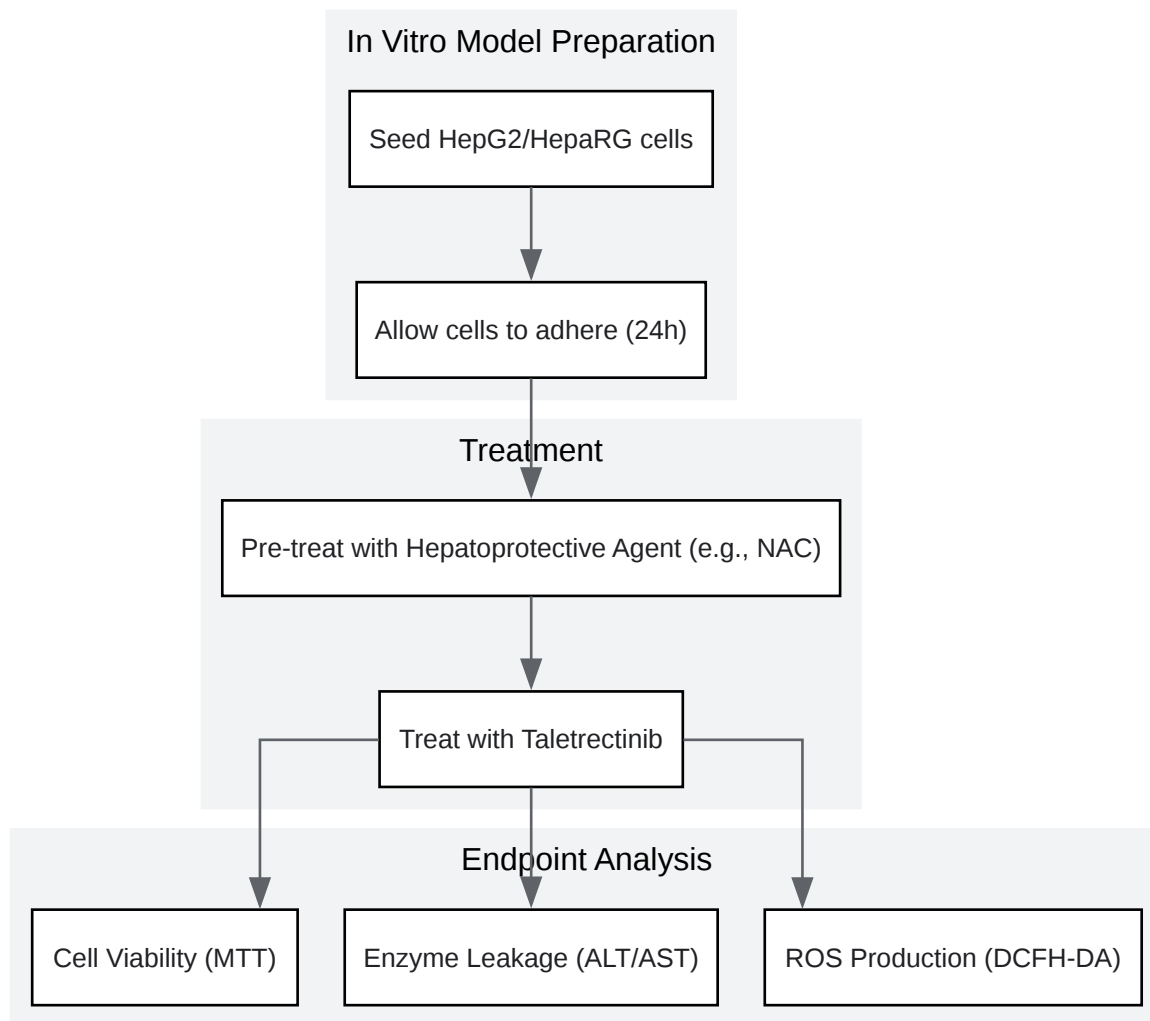 In Vitro Model Preparation
Seed HepG2/HepaRG cells
Allow cells to adhere (24h)
Treatment
Pre-treat with Hepatoprotective Agent (e.g., NAC)
Treat with Taletrectinib
Endpoint Analysis
Cell Viability (MTT)
Enzyme Leakage (ALT/AST)
ROS Production (DCFH-DA)